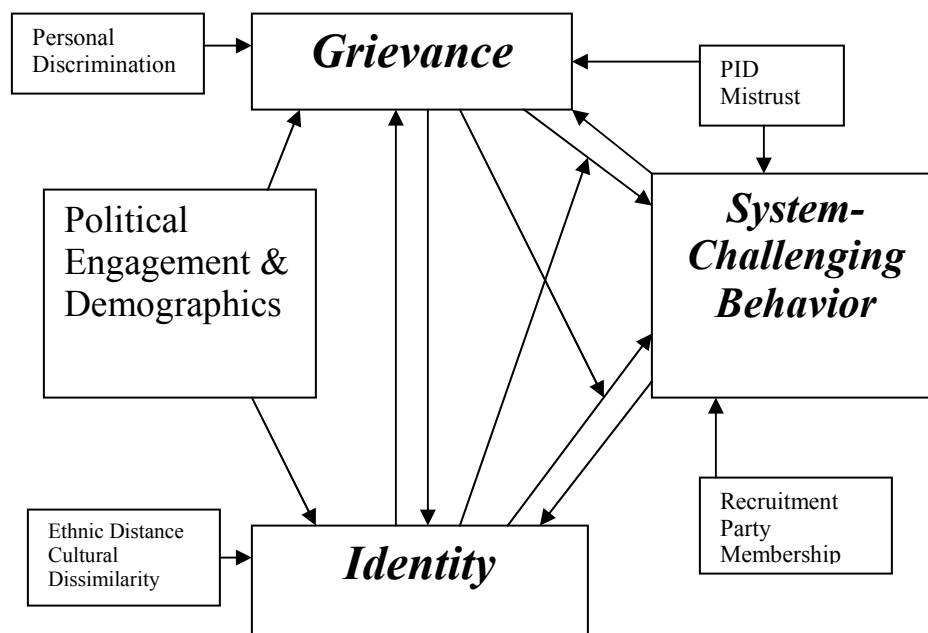 Personal
Discrimination
Grievance
PID
Mistrust
Political
Engagement &
Demographics
System-
Challenging
Behavior
Ethnic Distance
Cultural
Dissimilarity
Identity
Recruitment
Party
Membership